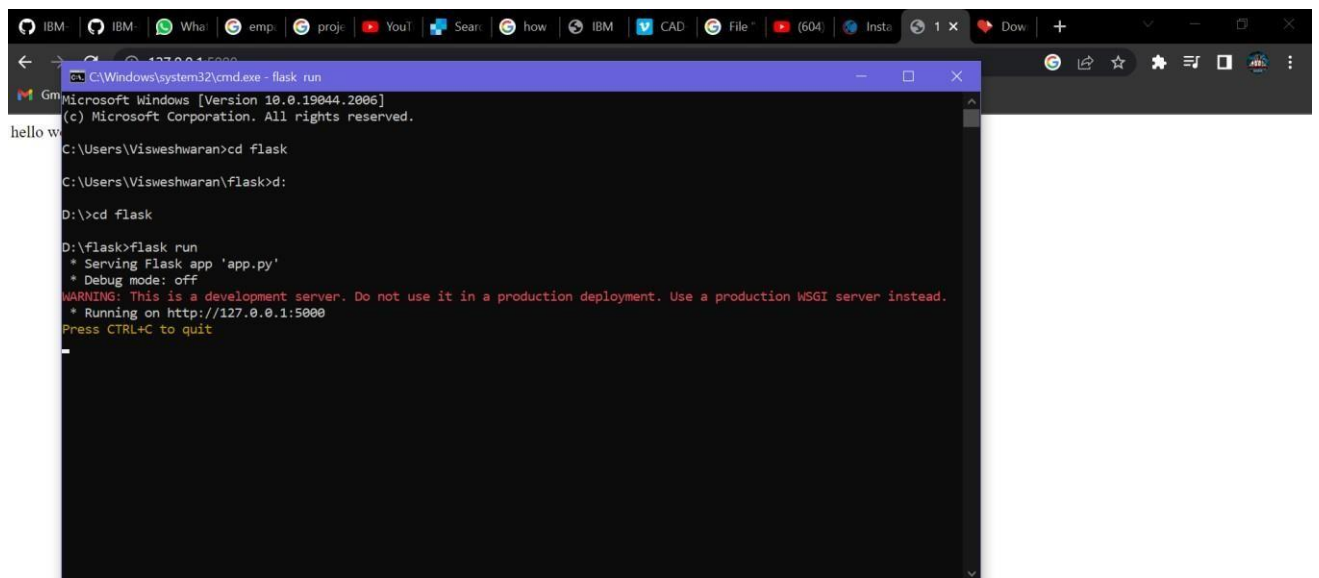 IBM- IBM- What emp proje YouT Searc how IBM CAD File (604) Insta 1 Dow
C:\Windows\system32\cmd.exe - flask run
Gm
hello w
Microsoft Windows [Version 10.0.19044.2006]
(c) Microsoft Corporation. All rights reserved.
C:\Users\Visweshwaran>cd flask
C:\Users\Visweshwaran\flask>d:
D:\>cd flask
D:\flask>flask run
* Serving Flask app 'app.py'
* Debug mode: off
WARNING: This is a development server. Do not use it in a production deployment. Use a production WSGI server instead.
* Running on http://127.0.0.1:5000
Press CTRL+C to quit